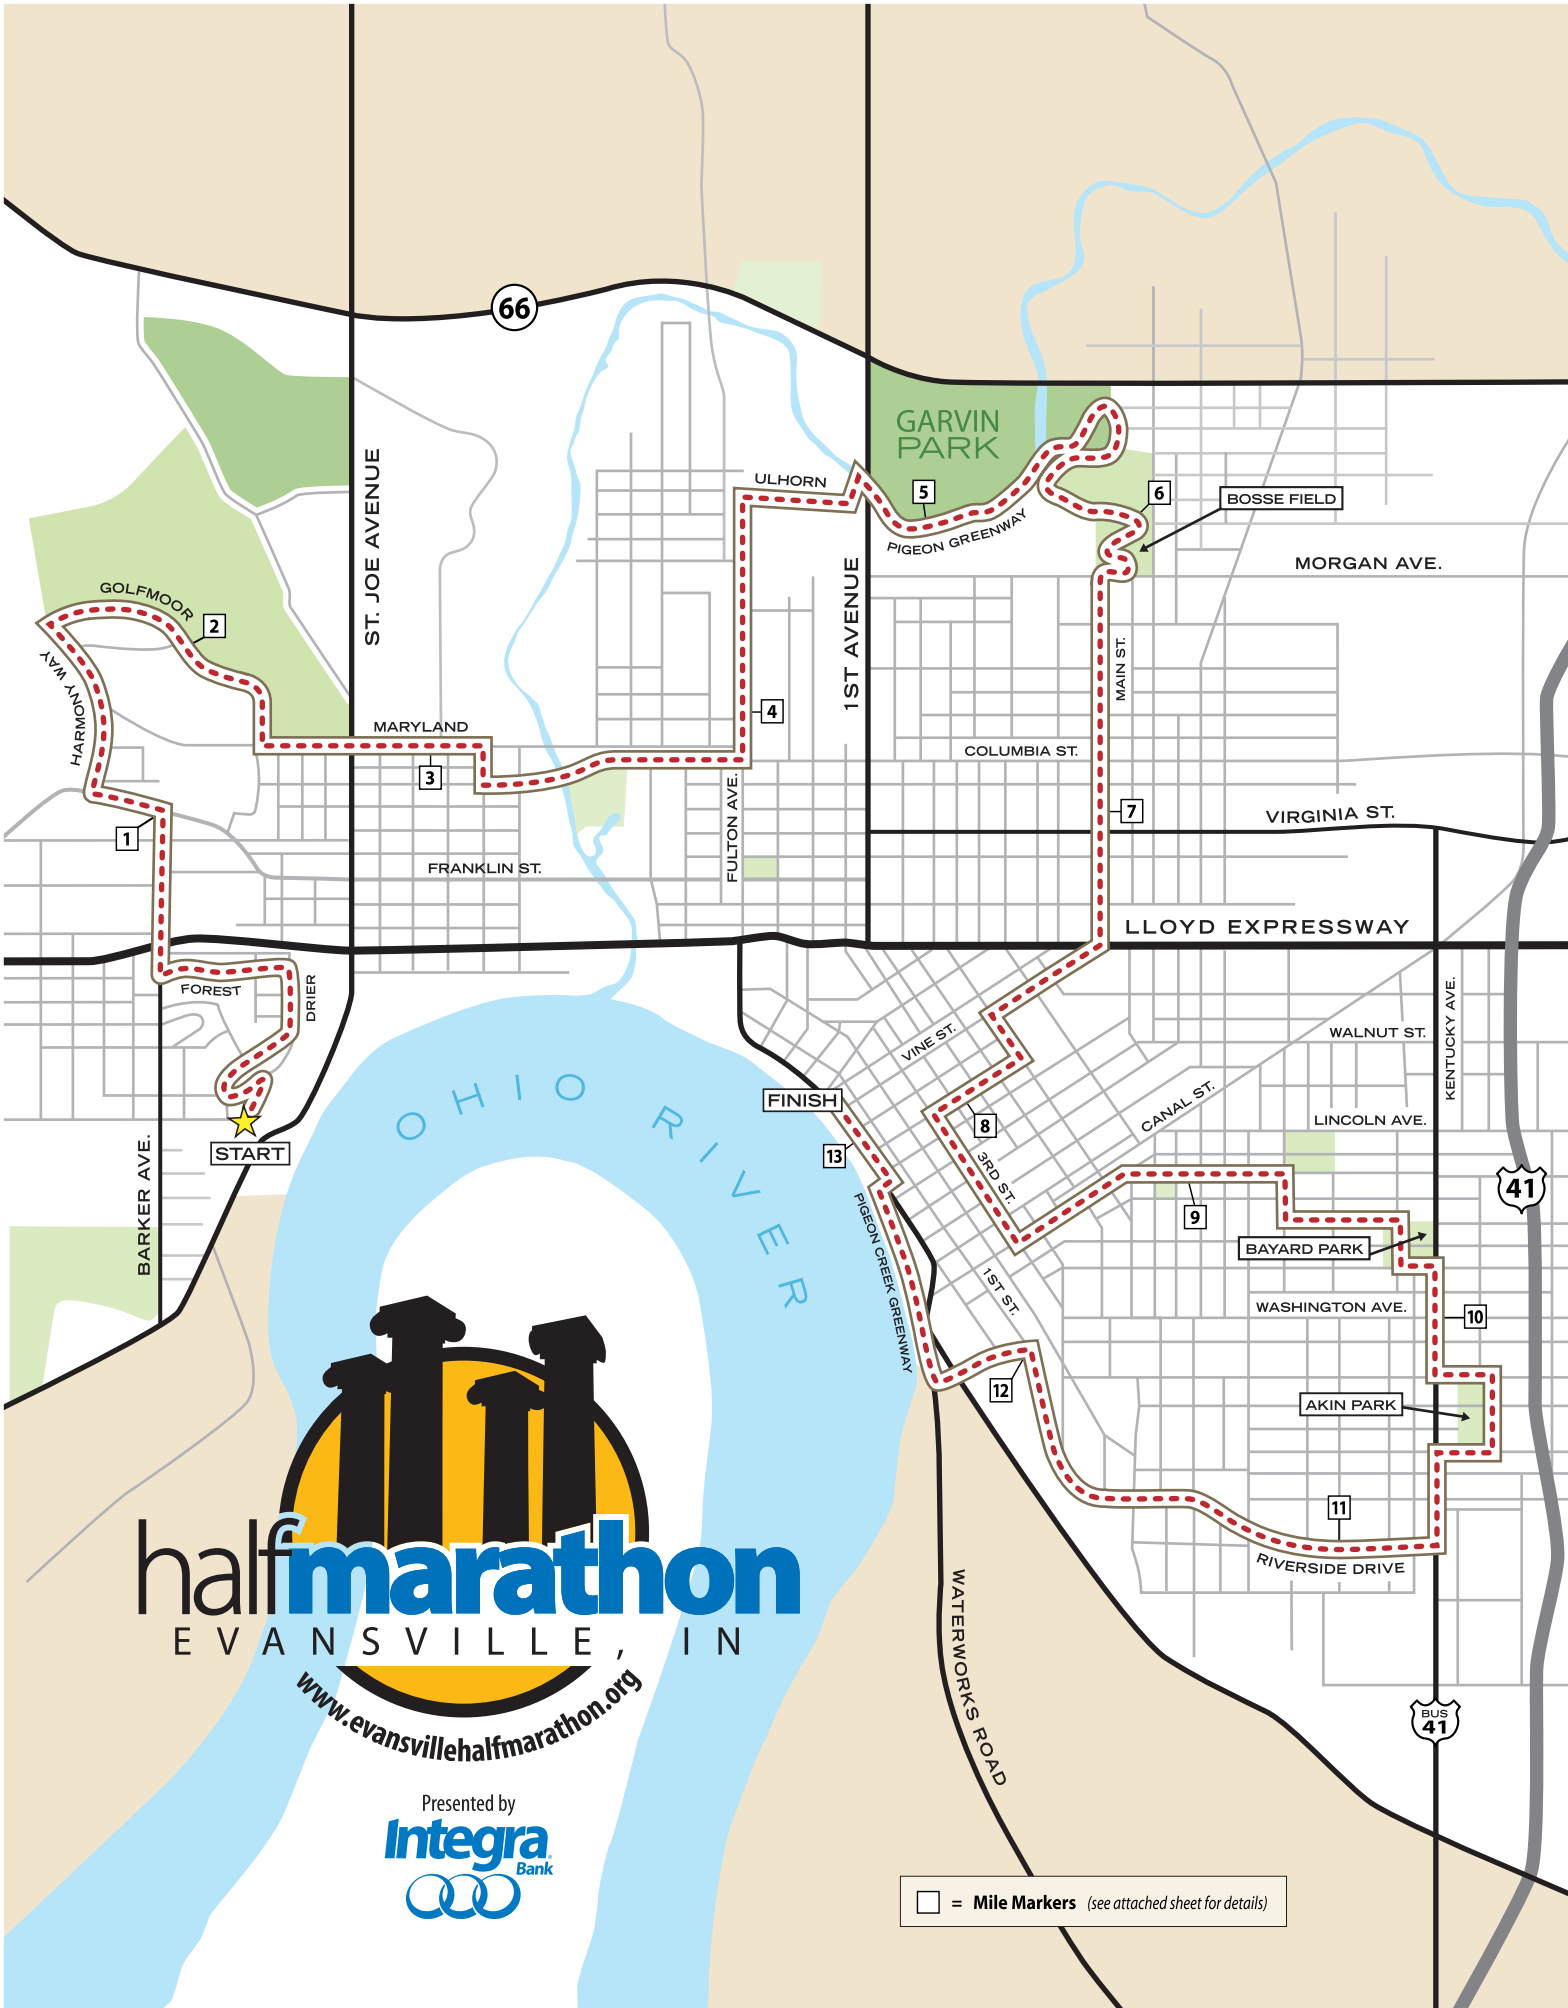 66
GARVIN
PARK
ST. JOE AVENUE
ULHORN
5
6
BOSSE FIELD
PIGEON GREENWAY
MORGAN AVE.
1ST AVENUE
GOLFMOOR
2
HARMONY WAY
MAIN ST.
MARYLAND
4
3
COLUMBIA ST.
7
VIRGINIA ST.
1
FULTON AVE.
FRANKLIN ST.
LLOYD EXPRESSWAY
FOREST
DRIER
KENTUCKY AVE.
WALNUT ST.
VINE ST.
FINISH
OHIO RIVER
CANAL ST.
LINCOLN AVE.
8
START
13
BARKER AVE.
3RD ST.
41
9
PIGEON CREEK GREENWAY
BAYARD PARK
1ST ST.
WASHINGTON AVE.
10
12
AKIN PARK
11
RIVERSIDE DRIVE
halfmarathon
EVANSVILLE, IN
www.evansvillehalfmarathon.org
WATERWORKS ROAD
BUS
41
Presented by
Integra
Bank
= Mile Markers (see attached sheet for details)